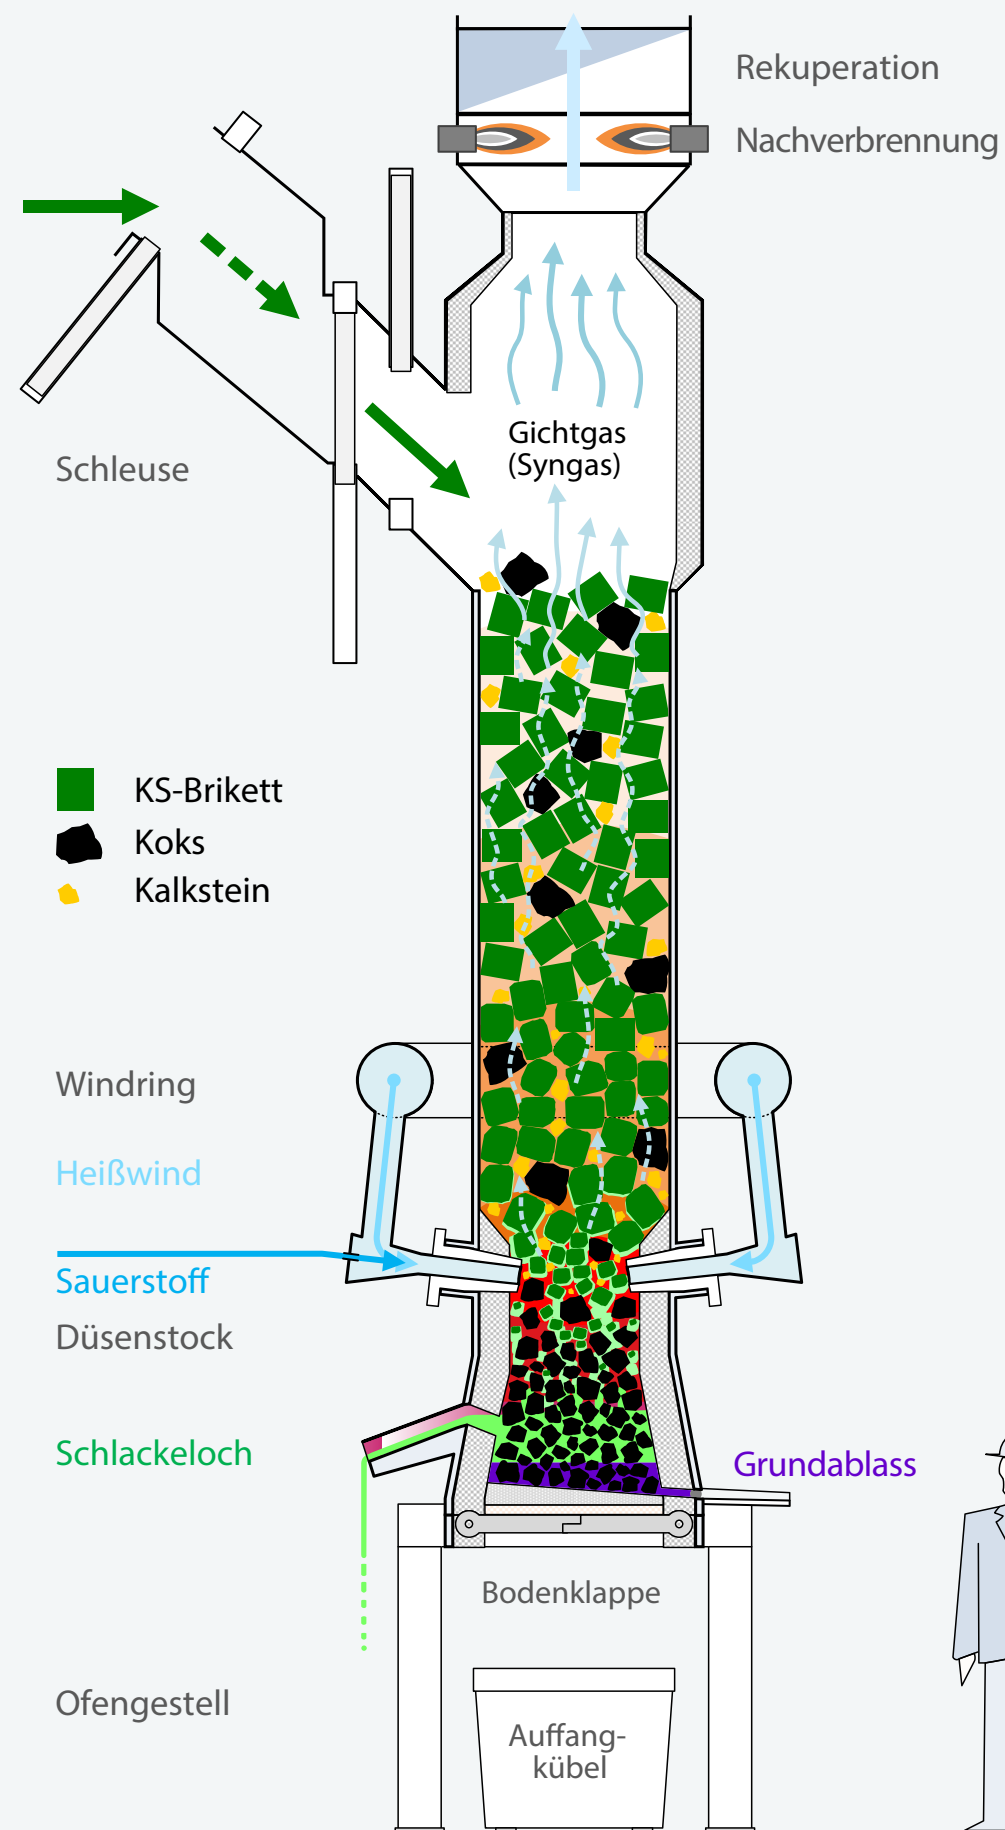 Rekuperation
Nachverbrennung
Gichtgas
(Syngas)
Schleuse
KS-Brikett
Koks
Kalkstein
Windring
Heißwind
Sauerstoff
Düsenstock
Schlackeloch
Grundablass
Bodenklappe
Ofengestell
Auffang-
kübel